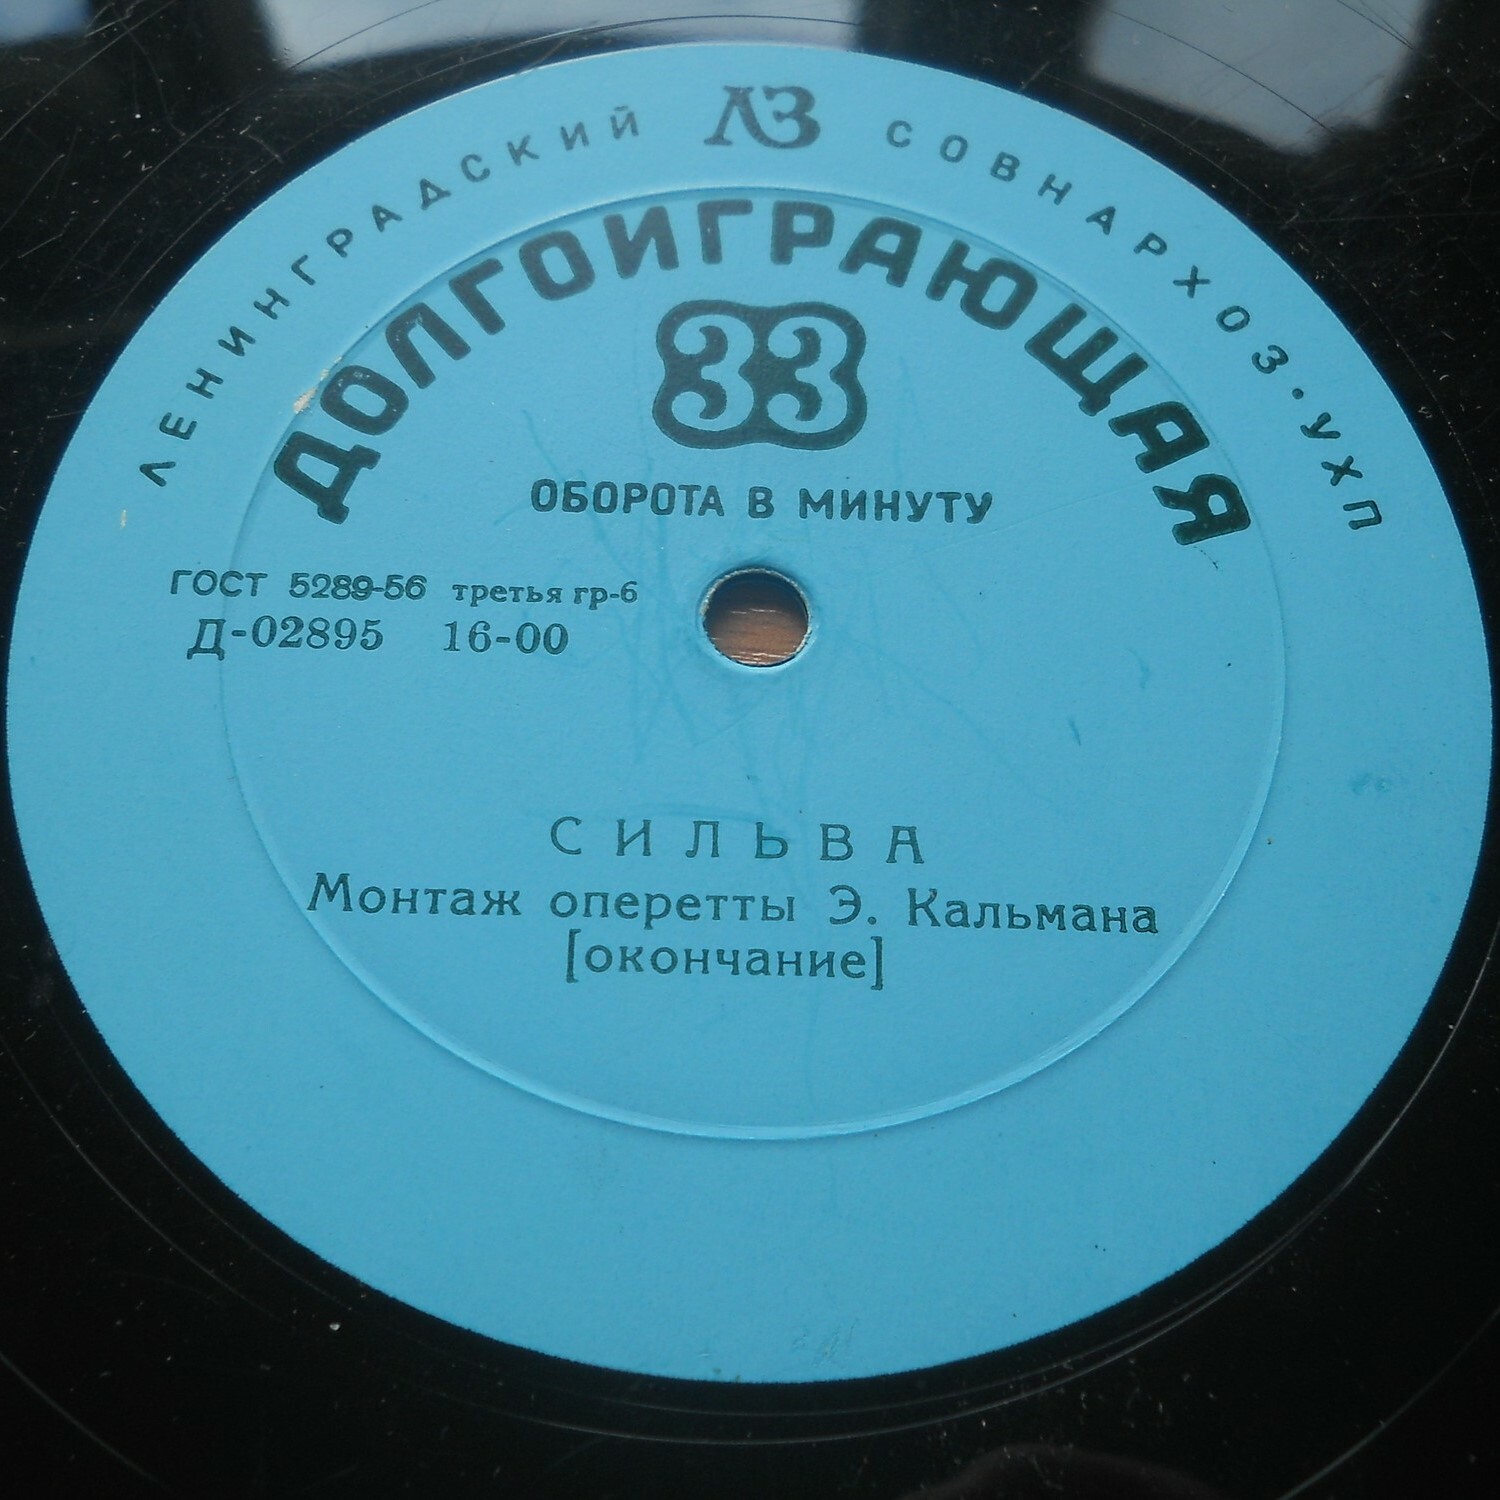 ЛЕНИНГРАДСКИЙ ЛЗ СОВНАРХОЗ · УХП
ДОЛГОИГРАЮЩАЯ
33
ОБОРОТА В МИНУТУ
ГОСТ 5289-56 третья гр-6
Д-02895 16-00
СИЛЬВА
Монтаж оперетты Э. Кальмана
[окончание]